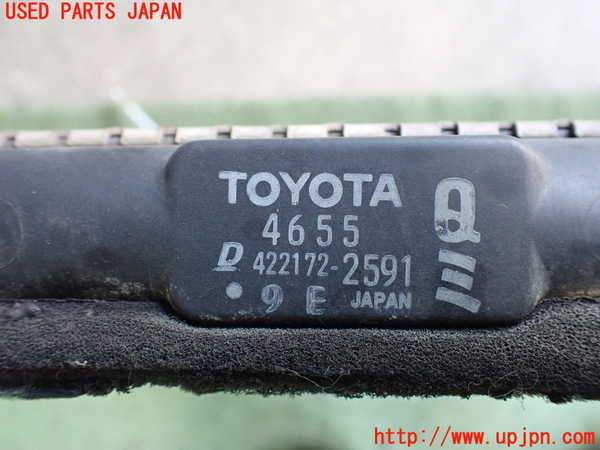 USED PARTS JAPAN
TOYOTA
4655
D 422172-2591
9 E JAPAN
Q
http://www.upjpn.com/